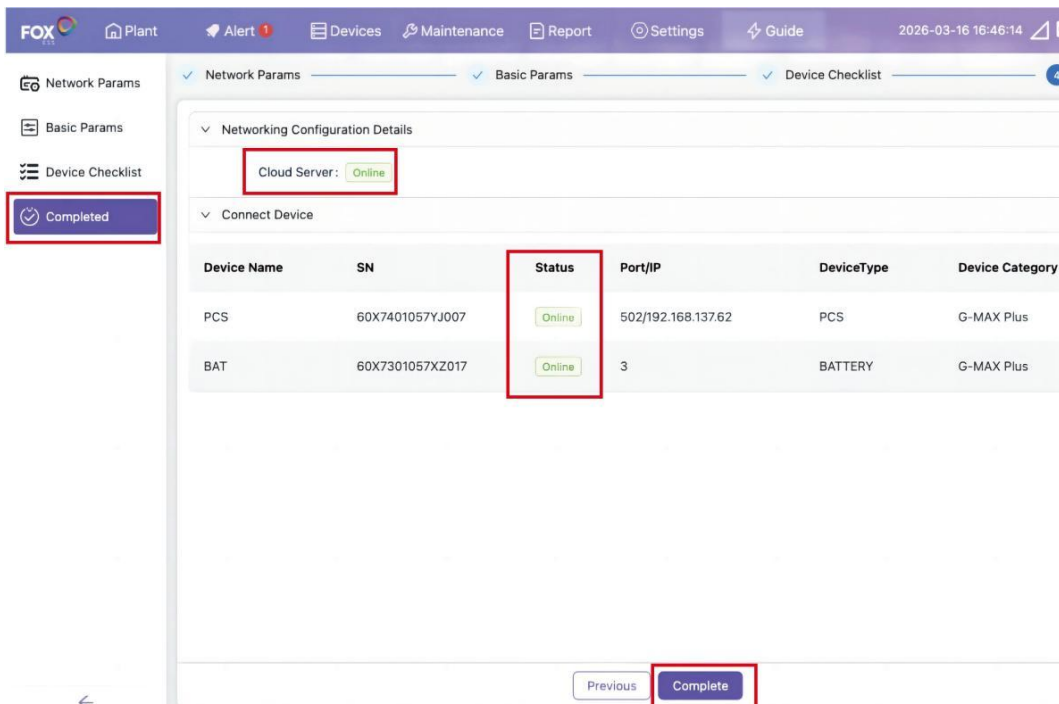 FOX ESS Plant Alert 1 Devices Maintenance Report Settings Guide 2026-03-16 16:46:14
Network Params
Basic Params
Device Checklist
Completed
Network Params Basic Params Device Checklist 4
Networking Configuration Details
Cloud Server: Online
Connect Device
Device Name SN Status Port/IP DeviceType Device Category
PCS 60X7401057YJ007 Online 502/192.168.137.62 PCS G-MAX Plus
BAT 60X7301057XZ017 Online 3 BATTERY G-MAX Plus
Previous Complete